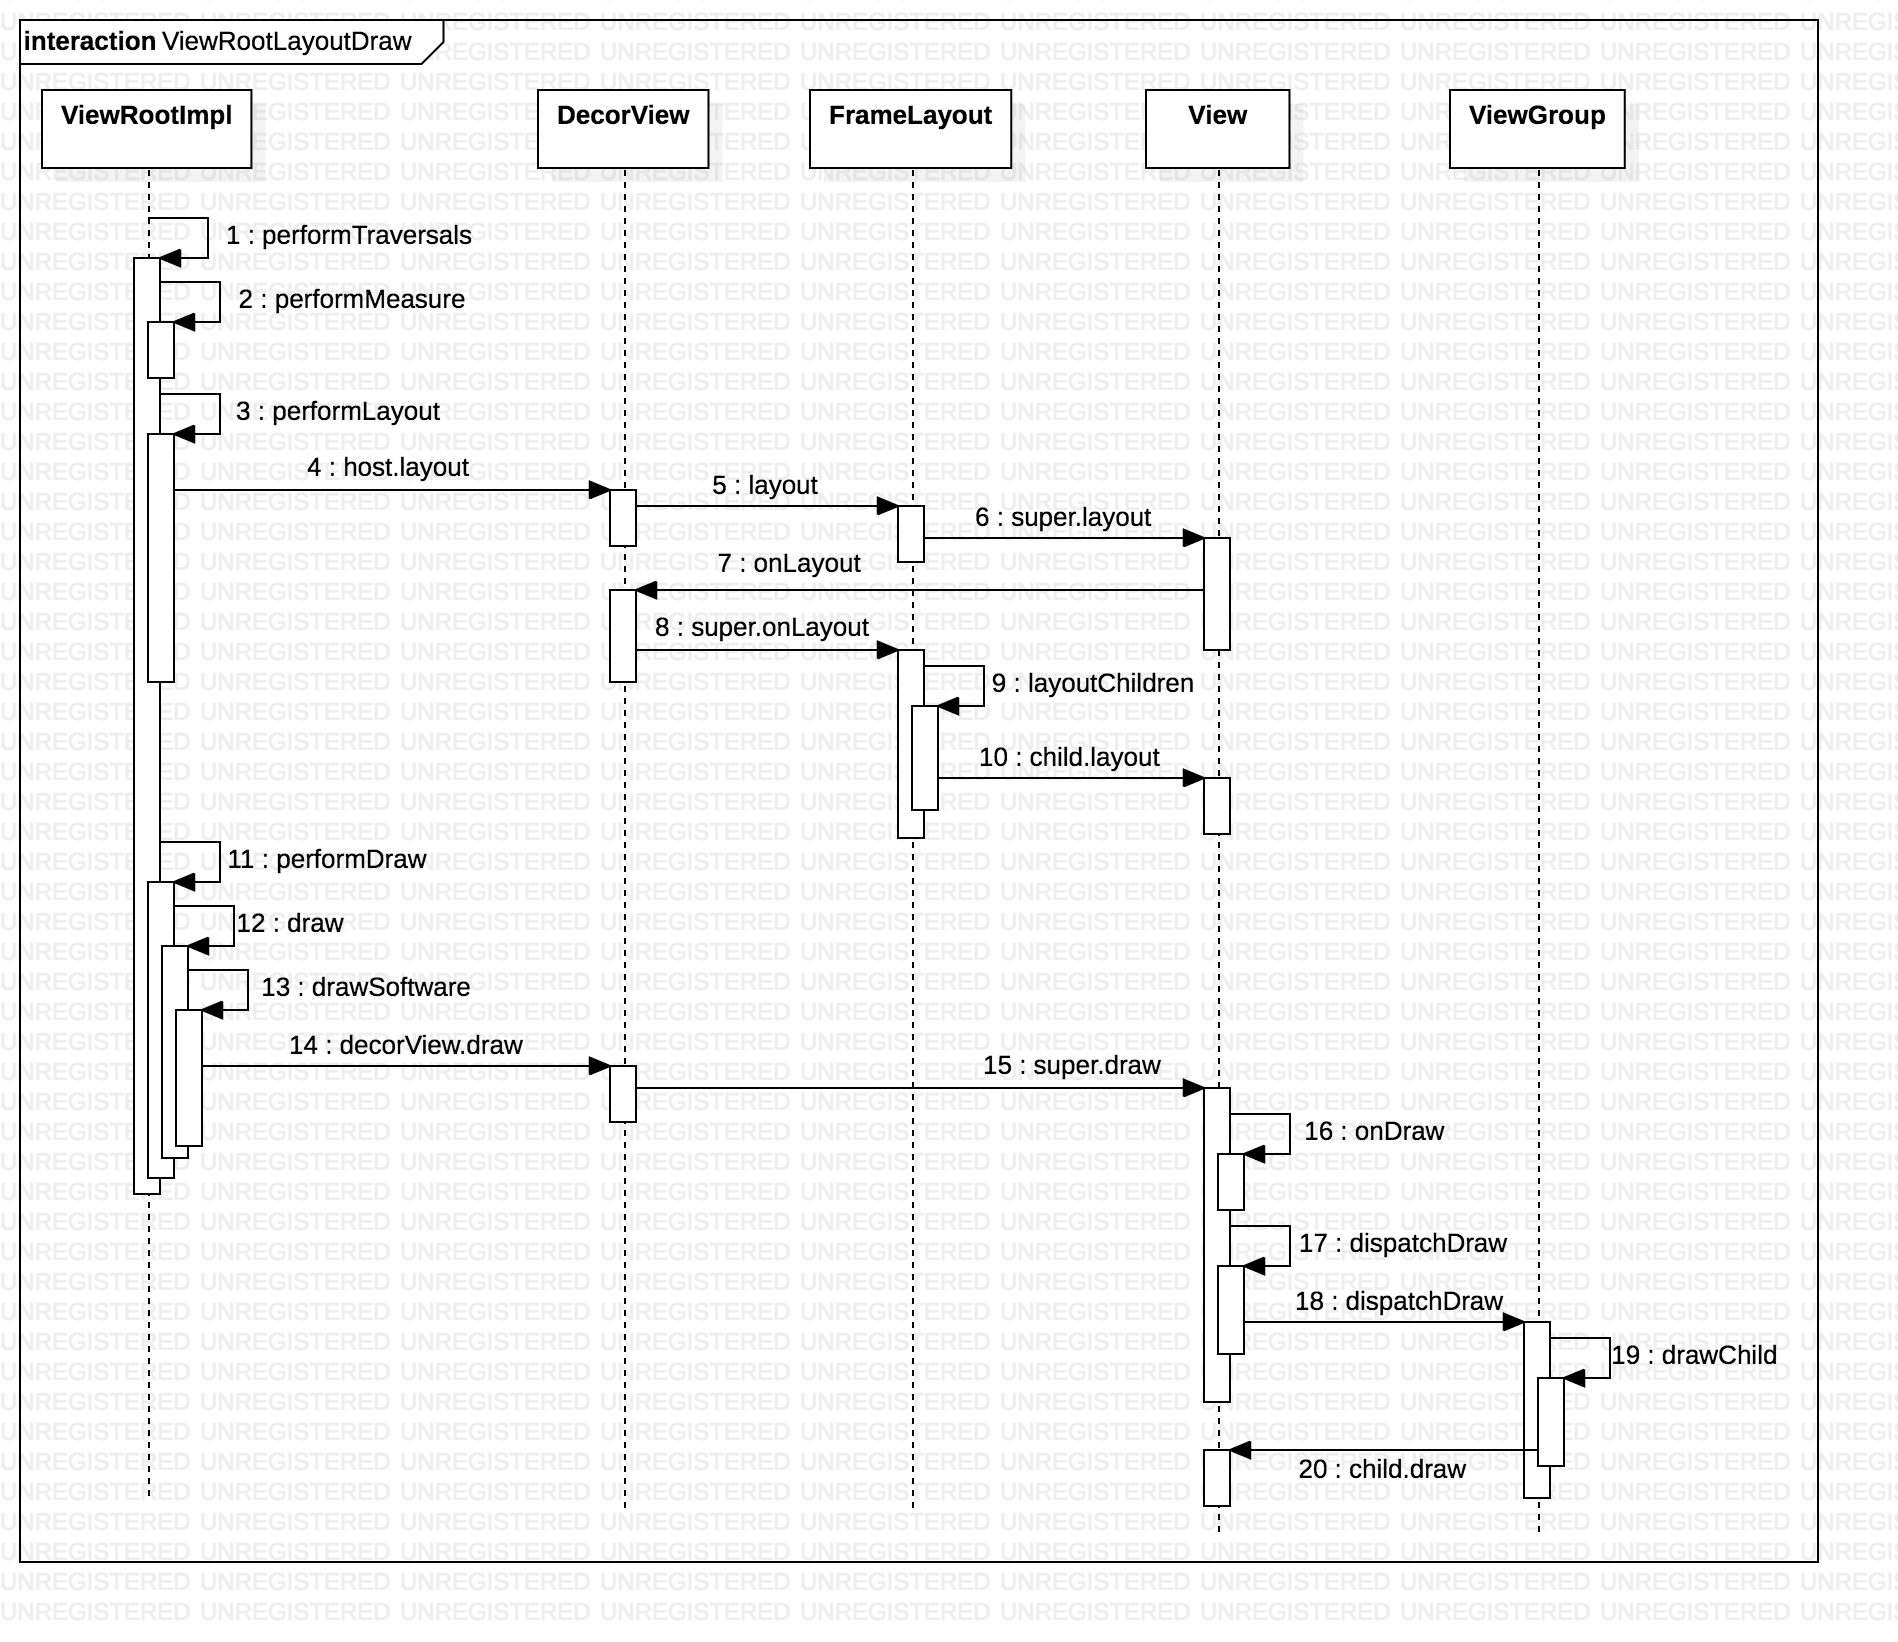 interaction ViewRootLayoutDraw
ViewRootImpl
DecorView
FrameLayout
View
ViewGroup
1 : performTraversals
2 : performMeasure
3 : performLayout
4 : host.layout
5 : layout
6 : super.layout
7 : onLayout
8 : super.onLayout
9 : layoutChildren
10 : child.layout
11 : performDraw
12 : draw
13 : drawSoftware
14 : decorView.draw
15 : super.draw
16 : onDraw
17 : dispatchDraw
18 : dispatchDraw
19 : drawChild
20 : child.draw
UNREGISTERED